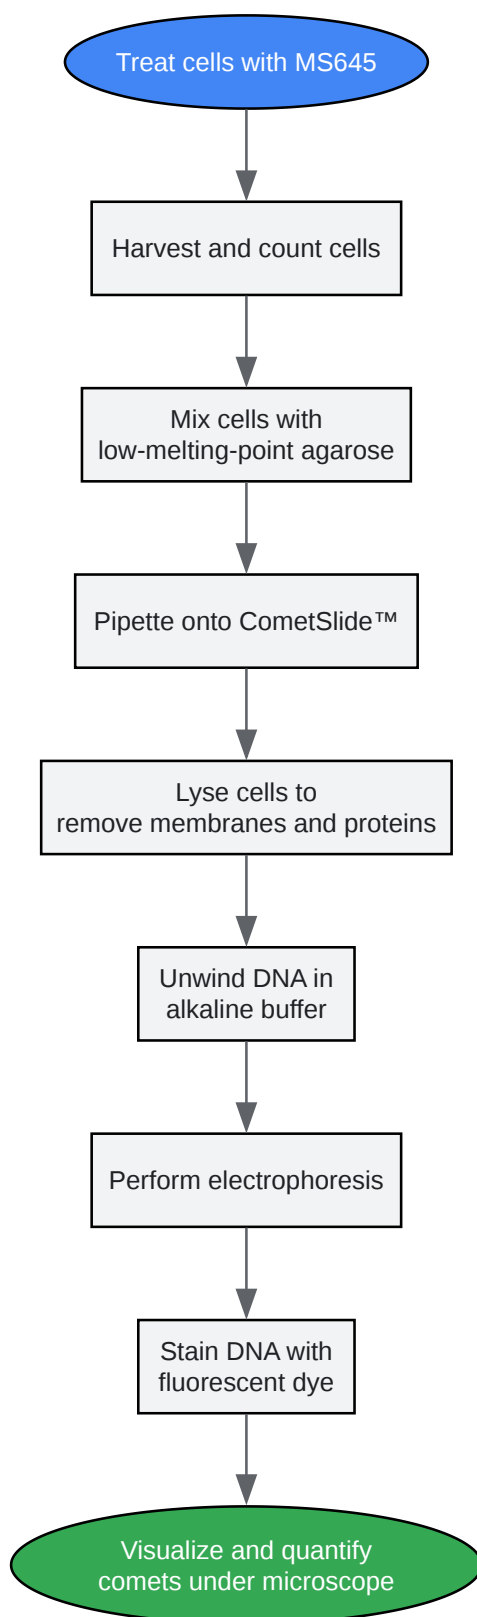 Treat cells with MS645
Harvest and count cells
Mix cells with
low-melting-point agarose
Pipette onto CometSlide™
Lyse cells to
remove membranes and proteins
Unwind DNA in
alkaline buffer
Perform electrophoresis
Stain DNA with
fluorescent dye
Visualize and quantify
comets under microscope